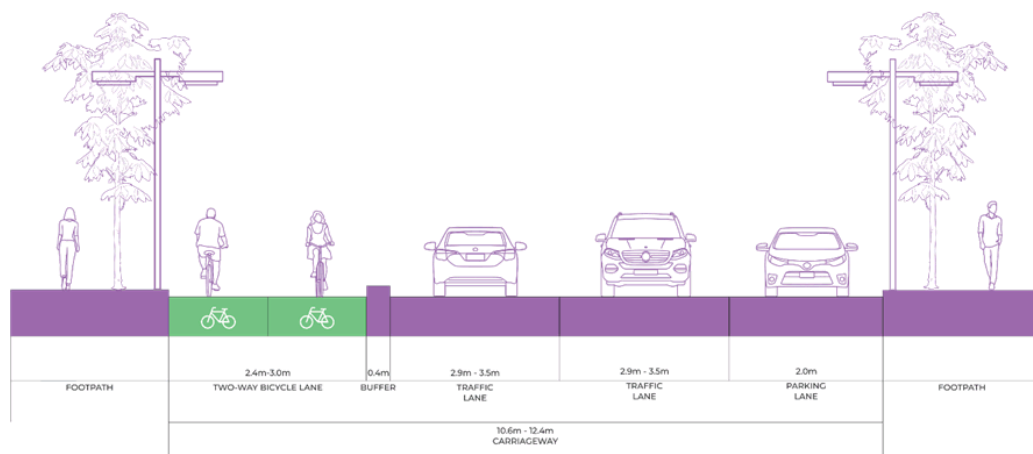 2.4m-3.0m
0.4m
2.9m - 3.5m
2.9m - 3.5m
2.0m
FOOTPATH
TWO-WAY BICYCLE LANE
BUFFER
TRAFFIC
LANE
TRAFFIC
LANE
PARKING
LANE
FOOTPATH
10.6m - 12.4m
CARRIAGEWAY